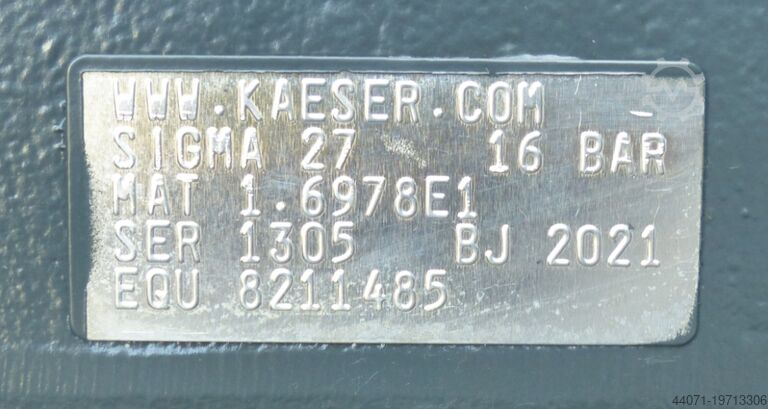 WWW.KAESER.COM
SIGMA 27 16 BAR
MAT 1.6978E1
SER 1305 BJ 2021
EQU 8211485
44071-19713306